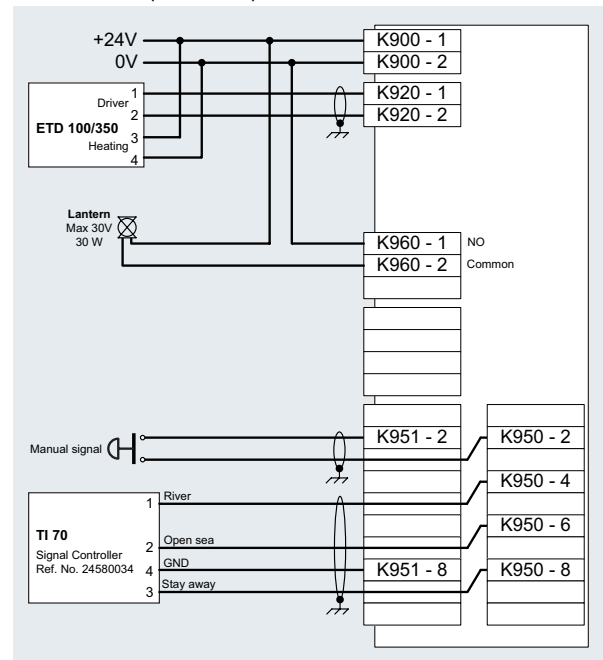 +24V
K900 - 1
0V
K900 - 2
1
Driver
2
ETD 100/350
3
Heating
4
K920 - 1
K920 - 2
Lantern
Max 30V
30 W
K960 - 1
NO
K960 - 2
Common
Manual signal
K951 - 2
K950 - 2
K950 - 4
River
1
TI 70
Signal Controller
Ref. No. 24580034
Open sea
2
K950 - 6
GND
4
K951 - 8
K950 - 8
Stay away
3